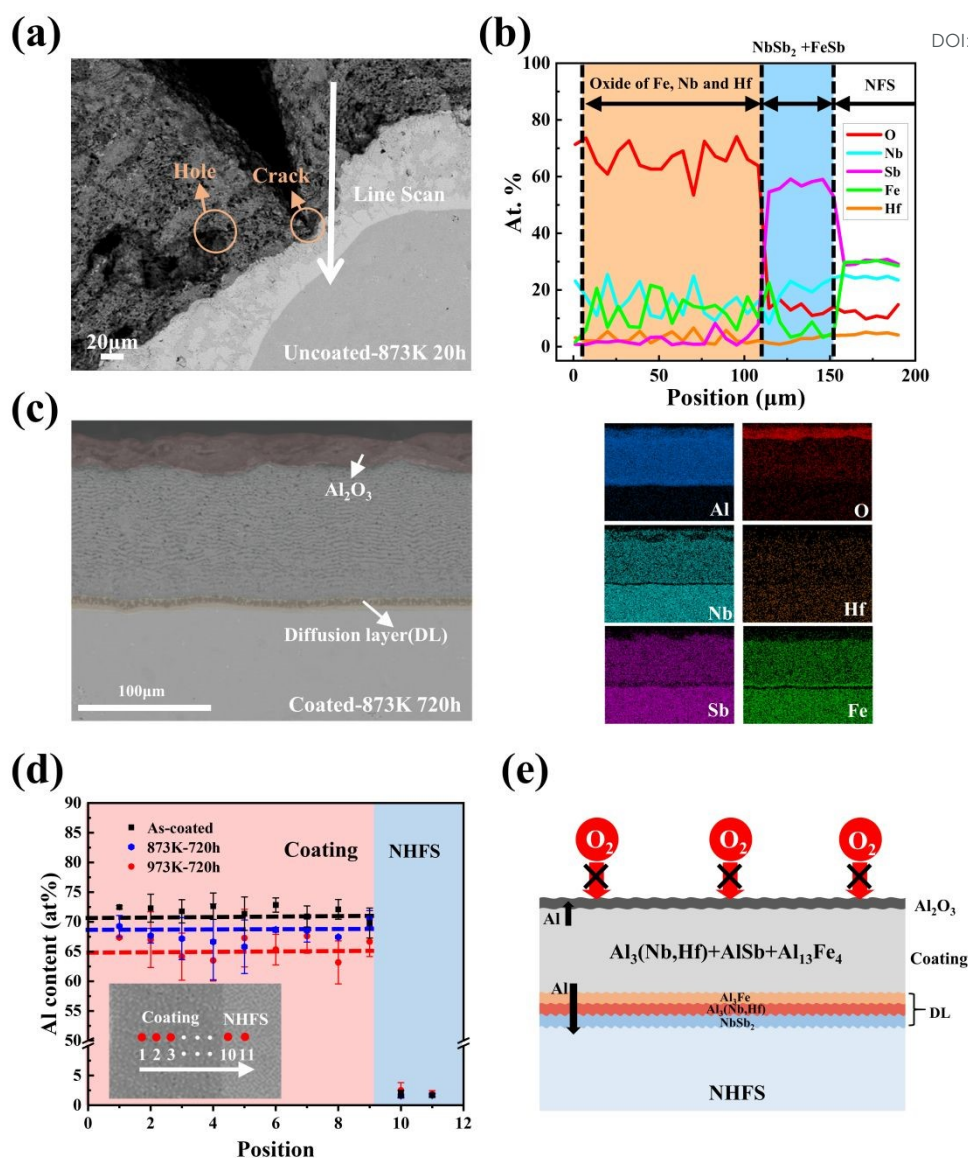 (a)
Hole
Crack
Line Scan
20μm
Uncoated-873K 20h
(b)
DOI:
NbSb₂ +FeSb
Oxide of Fe, Nb and Hf
NFS
O
Nb
Sb
Fe
Hf
At. %
100
80
60
40
20
0
0
50
100
150
200
Position (μm)
(c)
Al₂O₃
Diffusion layer(DL)
100μm
Coated-873K 720h
Al
O
Nb
Hf
Sb
Fe
(d)
Al content (at%)
90
85
80
75
70
65
60
55
50
5
0
As-coated
873K-720h
973K-720h
Coating
NHFS
Coating
NHFS
1 2 3 · · · 10 11
0
2
4
6
8
10
12
Position
(e)
O₂
O₂
O₂
Al₂O₃
Al
Al₃(Nb,Hf)+AlSb+Al₁₃Fe₄
Coating
Al
Al₃Fe
Al₃(Nb,Hf)
NbSb₂
DL
NHFS